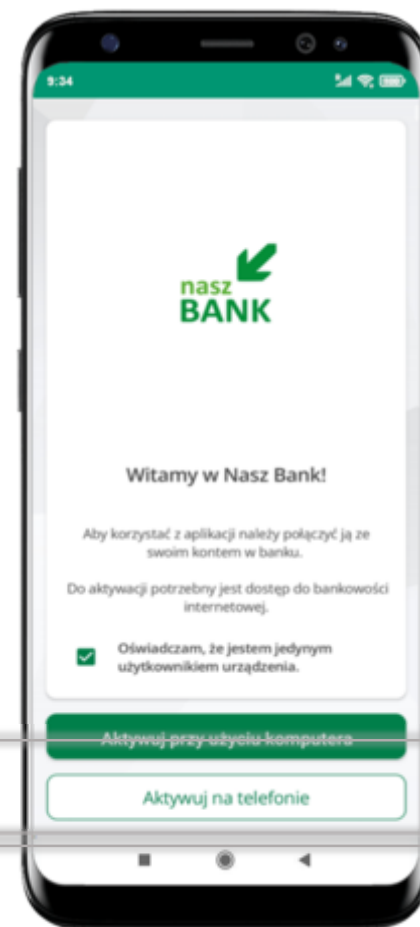 9:34
nasz
BANK
Witamy w Nasz Bank!
Aby korzystać z aplikacji należy połączyć ją ze
swoim kontem w banku.
Do aktywacji potrzebny jest dostęp do bankowości
internetowej.
Oświadczam, że jestem jedynym
użytkownikiem urządzenia.
Aktywuj przy użyciu komputera
Aktywuj na telefonie